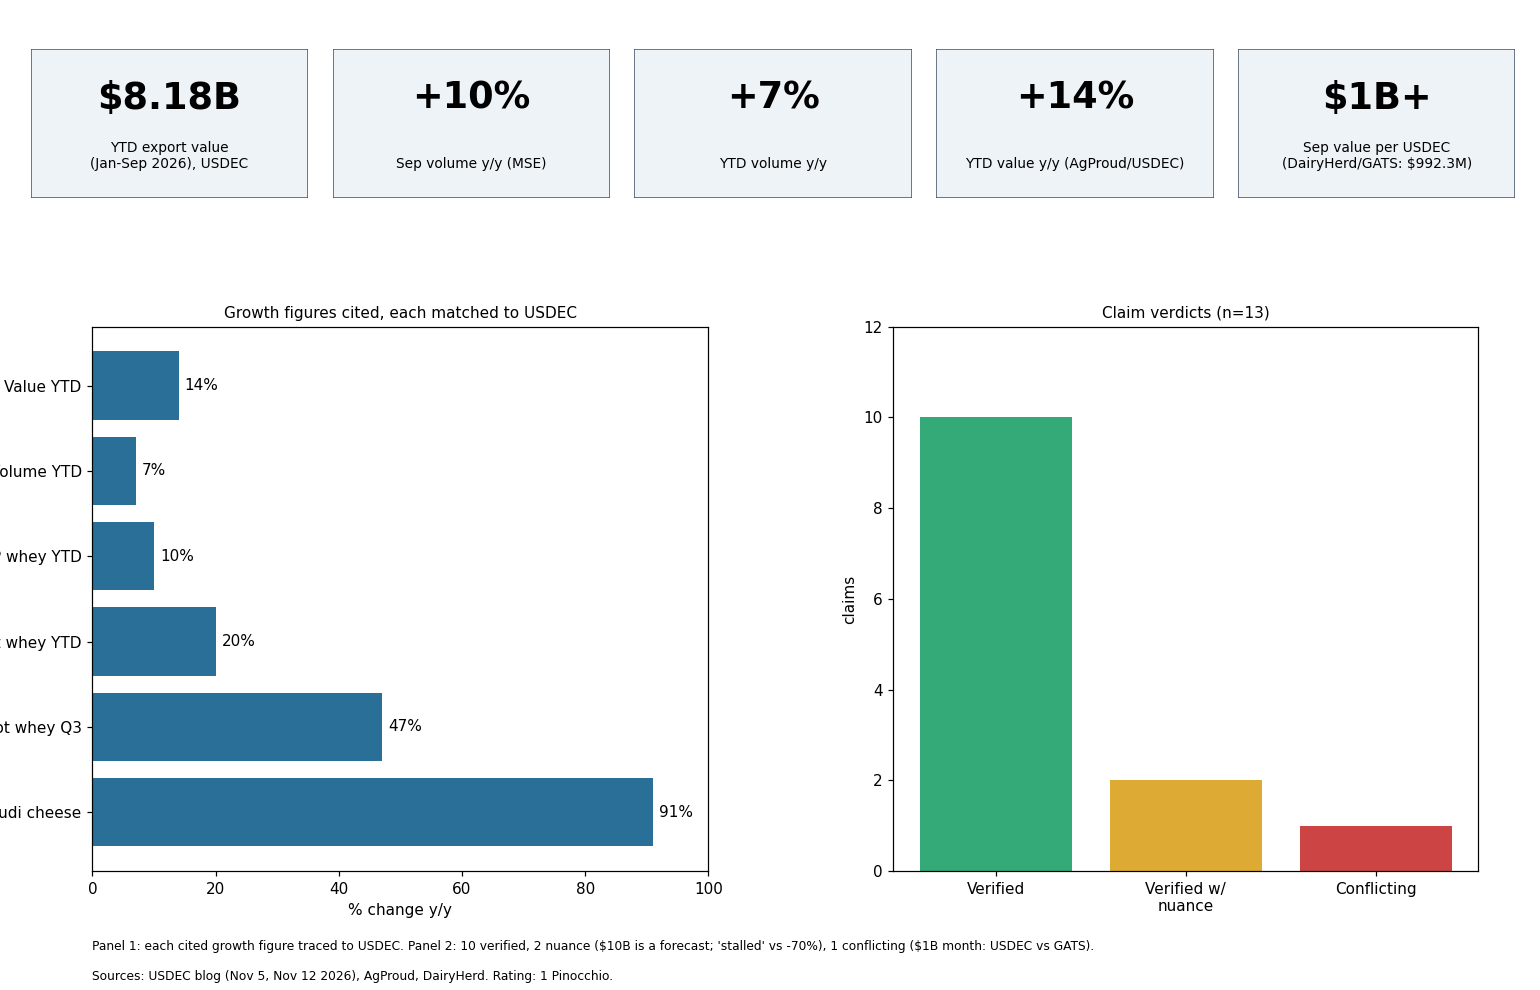 $8.18B
YTD export value
(Jan-Sep 2026), USDEC
+10%
Sep volume y/y (MSE)
+7%
YTD volume y/y
+14%
YTD value y/y (AgProud/USDEC)
$1B+
Sep value per USDEC
(DairyHerd/GATS: $992.3M)
Growth figures cited, each matched to USDEC
Value YTD
14%
olume YTD
7%
whey YTD
10%
whey YTD
20%
ot whey Q3
47%
udi cheese
91%
0
20
40
60
80
100
% change y/y
Claim verdicts (n=13)
12
10
8
6
4
2
0
claims
Verified
Verified w/
nuance
Conflicting
Panel 1: each cited growth figure traced to USDEC. Panel 2: 10 verified, 2 nuance ($10B is a forecast; 'stalled' vs -70%), 1 conflicting ($1B month: USDEC vs GATS).
Sources: USDEC blog (Nov 5, Nov 12 2026), AgProud, DairyHerd. Rating: 1 Pinocchio.